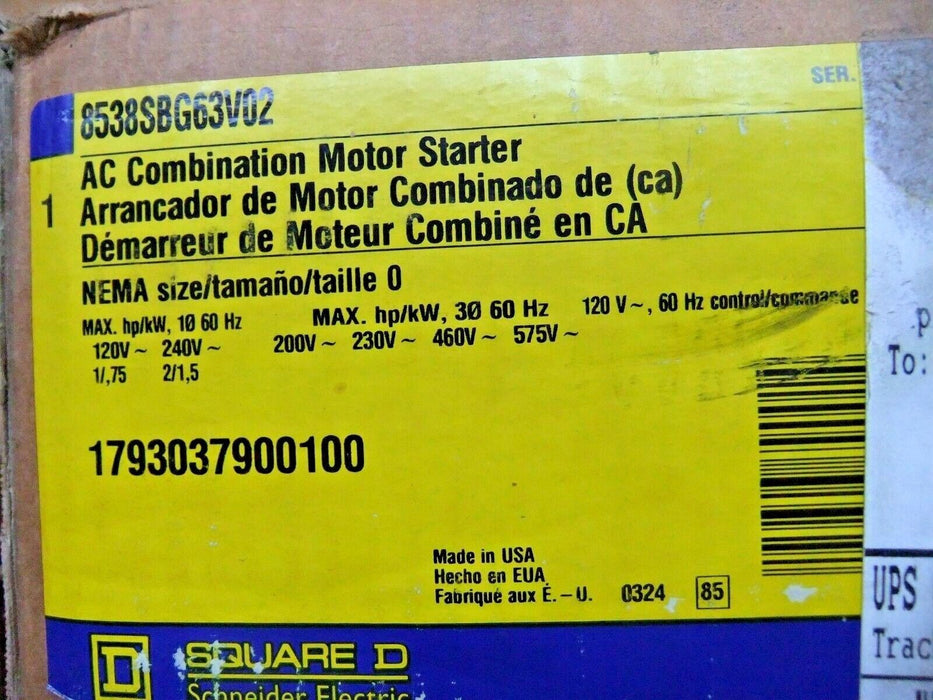 SER.
8538SBG63V02
1
AC Combination Motor Starter
Arrancador de Motor Combinado de (ca)
Démarreur de Moteur Combiné en CA
NEMA size/tamaño/taille 0
MAX. hp/kW, 1Ø 60 Hz
120V ~ 240V ~
1/,75 2/1,5
MAX. hp/kW, 3Ø 60 Hz
200V ~ 230V ~ 460V ~ 575V ~
120 V ~, 60 Hz control/commande
1793037900100
Made in USA
Hecho en EUA
Fabriqué aux É.-U. 0324 85
D SQUARE D
Schneider Electric
To:
UPS
Trac